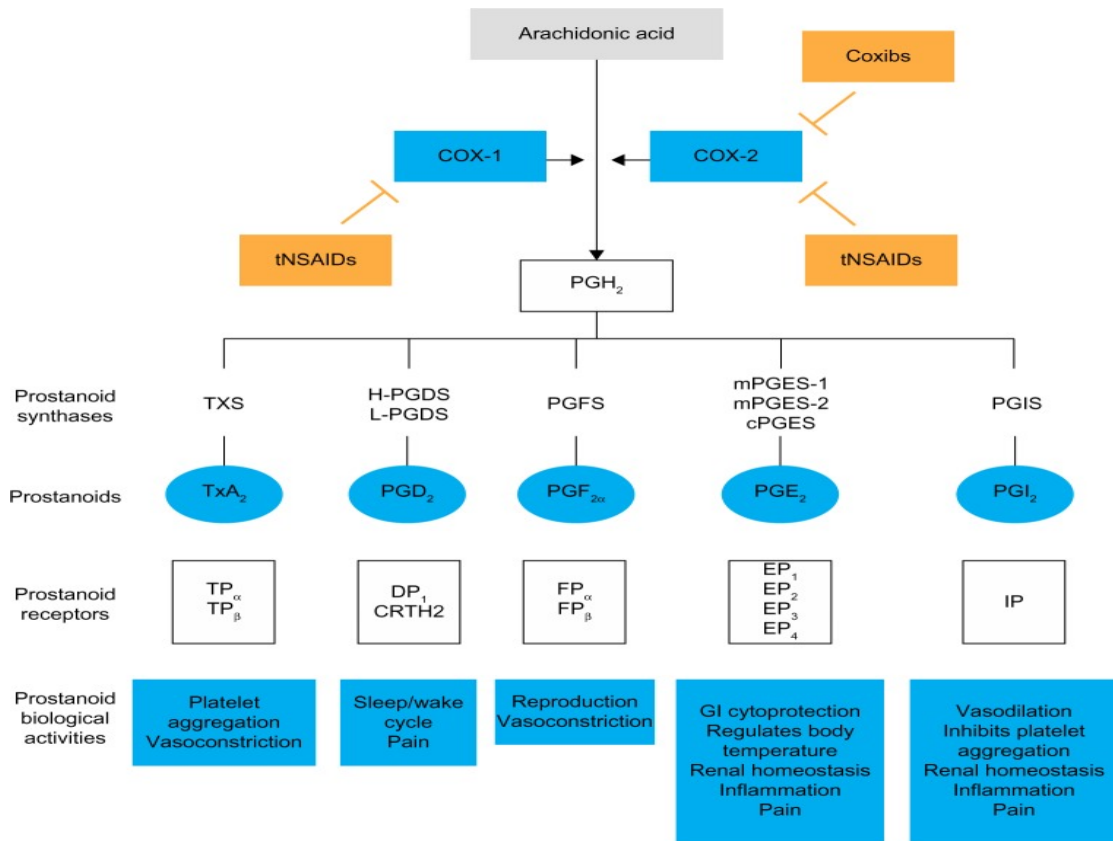 Arachidonic acid
Coxibs
COX-1
COX-2
tNSAIDs
tNSAIDs
PGH₂
Prostanoid
synthases
TXS
H-PGDS
L-PGDS
PGFS
mPGES-1
mPGES-2
cPGES
PGIS
Prostanoids
TxA₂
PGD₂
PGF₂α
PGE₂
PGI₂
Prostanoid
receptors
TPα
TPβ
DP₁
CRTH2
FPα
FPβ
EP₁
EP₂
EP₃
EP₄
IP
Prostanoid
biological
activities
Platelet
aggregation
Vasoconstriction
Sleep/wake
cycle
Pain
Reproduction
Vasoconstriction
GI cytoprotection
Regulates body
temperature
Renal homeostasis
Inflammation
Pain
Vasodilation
Inhibits platelet
aggregation
Renal homeostasis
Inflammation
Pain